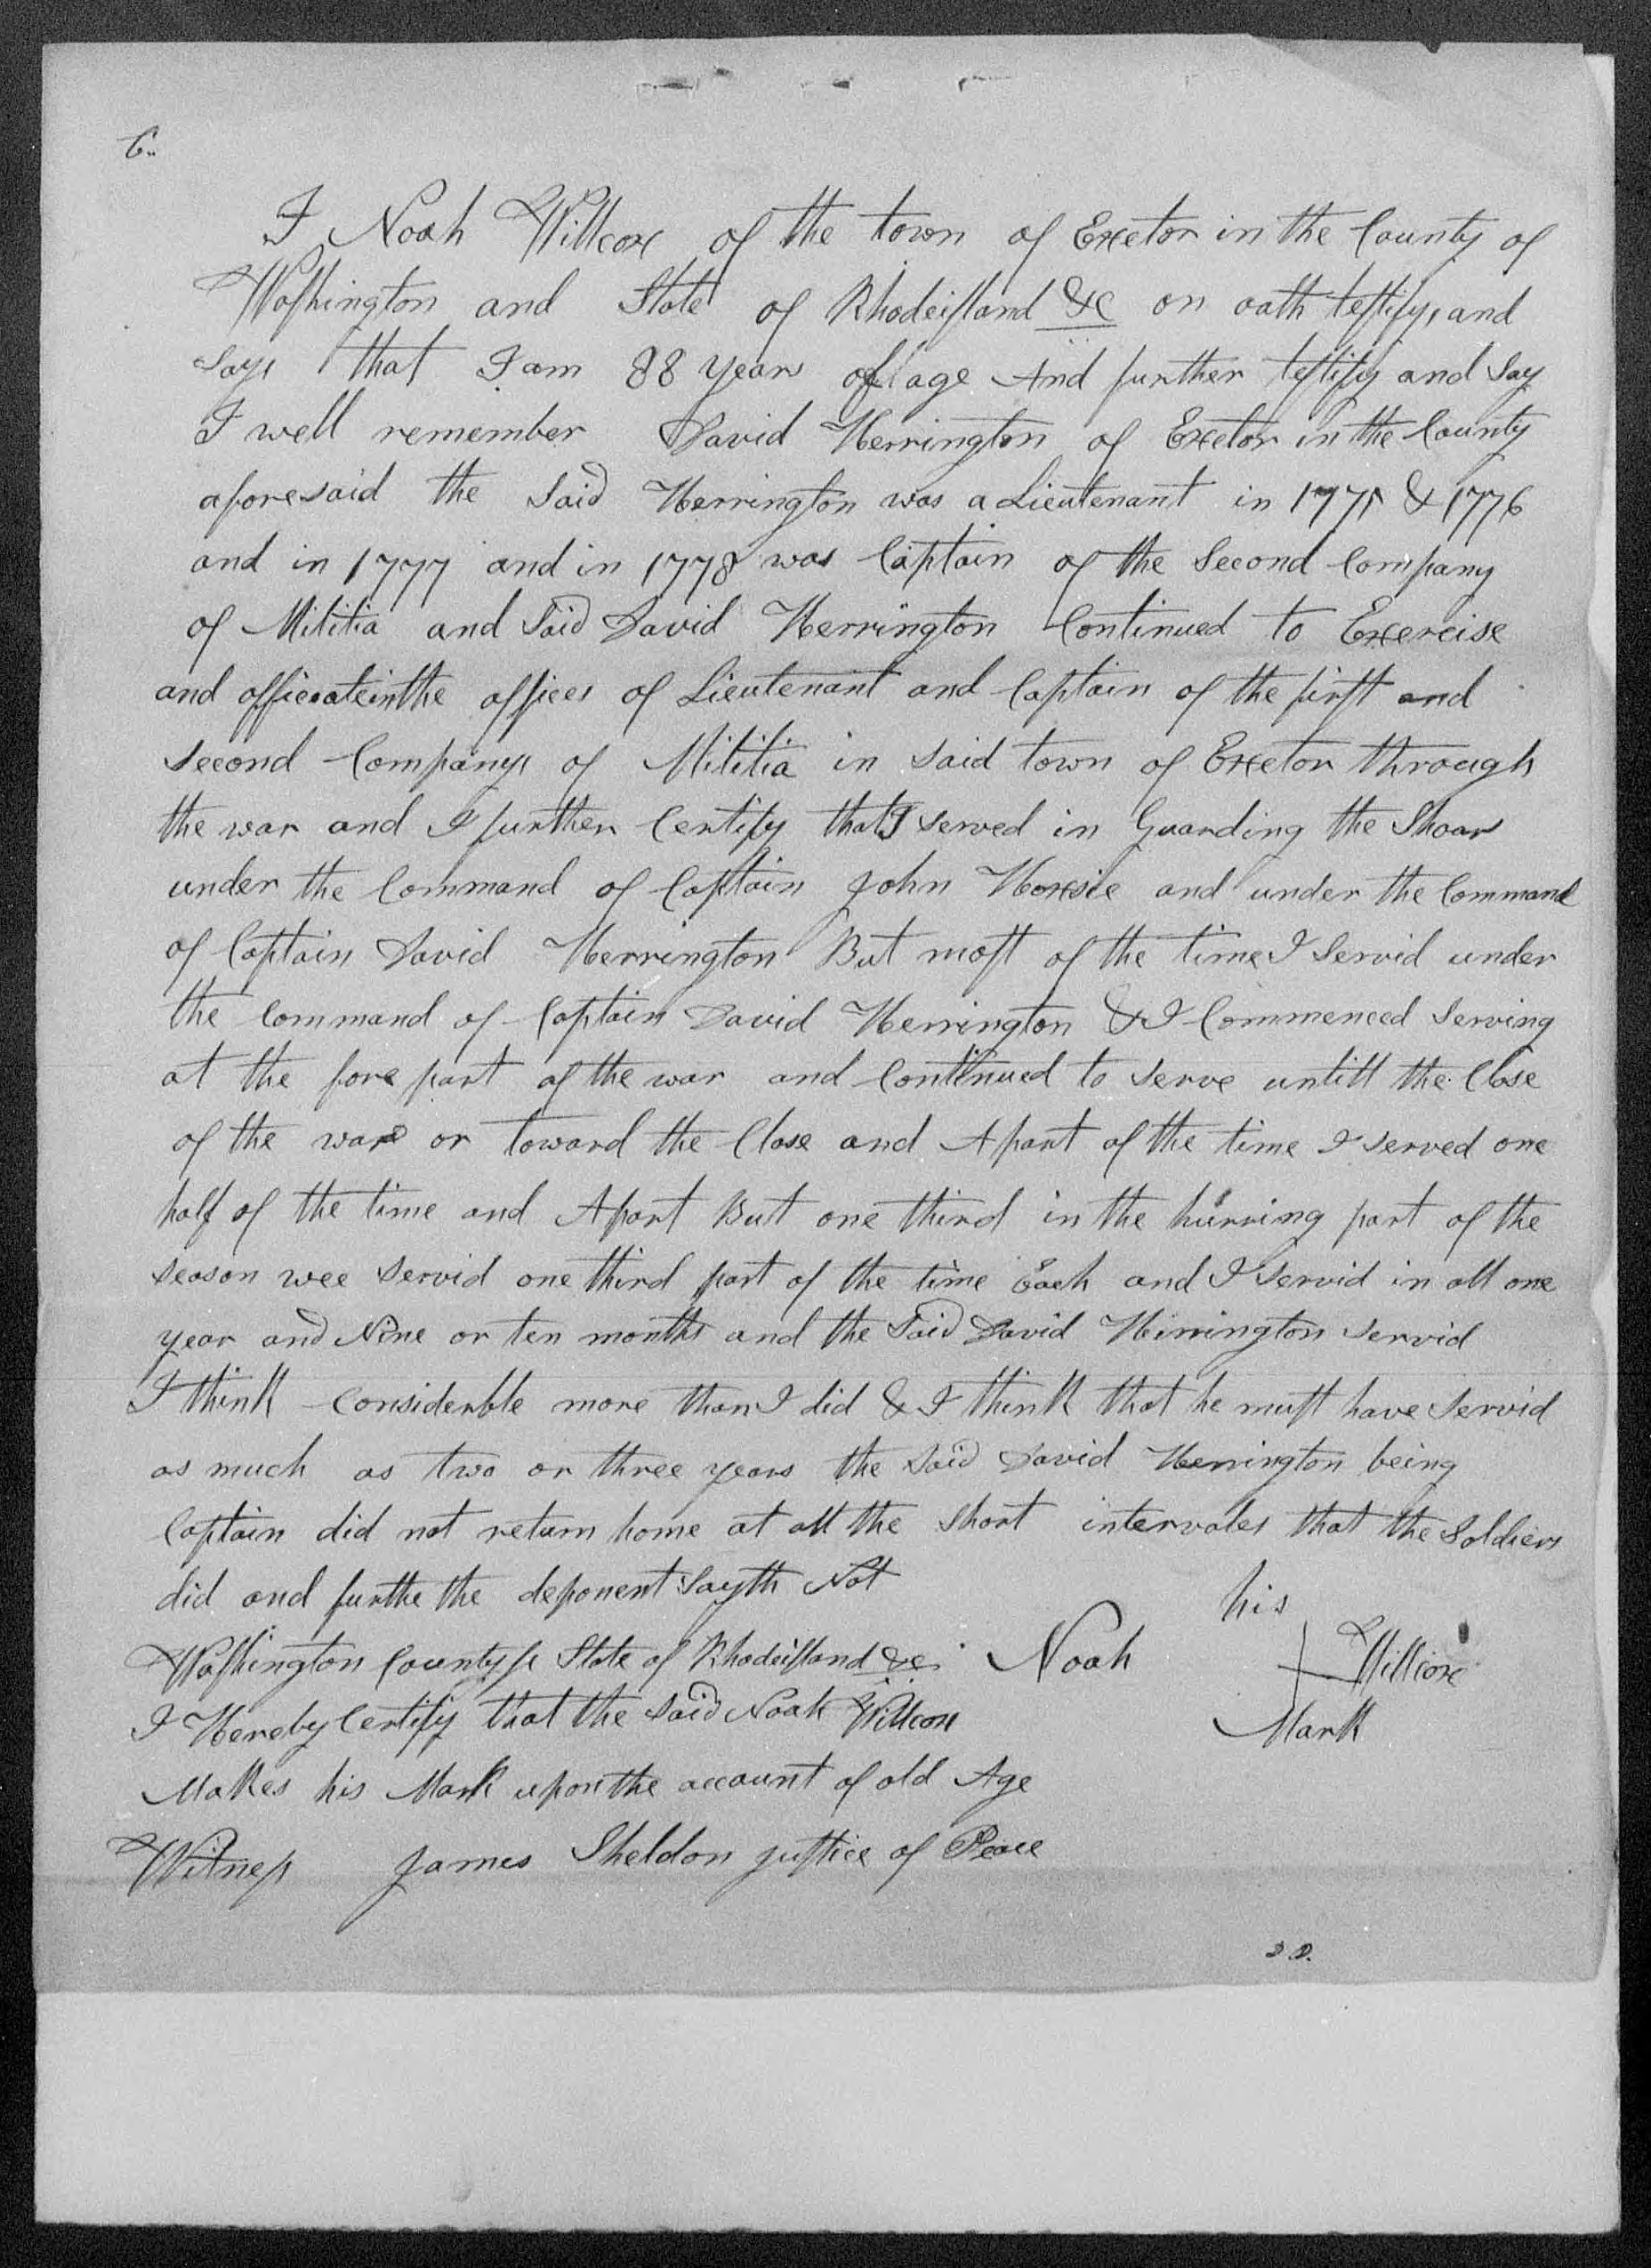 6..
I Noah Willcox of the town of Exetor in the County of
Washington and State of Rhodeisland &C on oath testifys and
says that I am 88 years of age And further testify and say
I well remember David Herrington of Exetor in the County
aforesaid the Said Herrington was a Lieutenant in 1775 & 1776
and in 1777 and in 1778 was Captain of the Second Company
of Militia and Said David Herrington Continued to Exercise
and officeate in the offices of Lieutenant and Captain of the first and
second Companys of Militia in said town of Exetor through
the war and I further Certify that I served in Guarding the Shoars
under the Command of Captain John Hoxsie and under the Command
of Captain David Herrington But most of the time I Servid under
the Command of Captain David Herrington & I Commenced Serving
at the fore part of the war and Continued to serve untill the Close
of the ware or toward the Close and A part of the time I served one
half of the time and A part But one third in the hurring part of the
season wee servid one third part of the time Each and I servid in all one
year and Nine or ten months and the Said David Herrington servid
I think Considerble more than I did & I think that he must have servid
as much as two or three years the Said David Herrington being
Captain did not return home at all the Short intervales that the Soldiers
did and furthe the deponent Sayth Not
his
Washington County ss State of Rhodeisland &c. Noah + Willcox
I Hereby Certify that the Said Noah Willcox
Mark
Makes his Mark upon the account of old Age
Witness James Sheldon justice of Peace